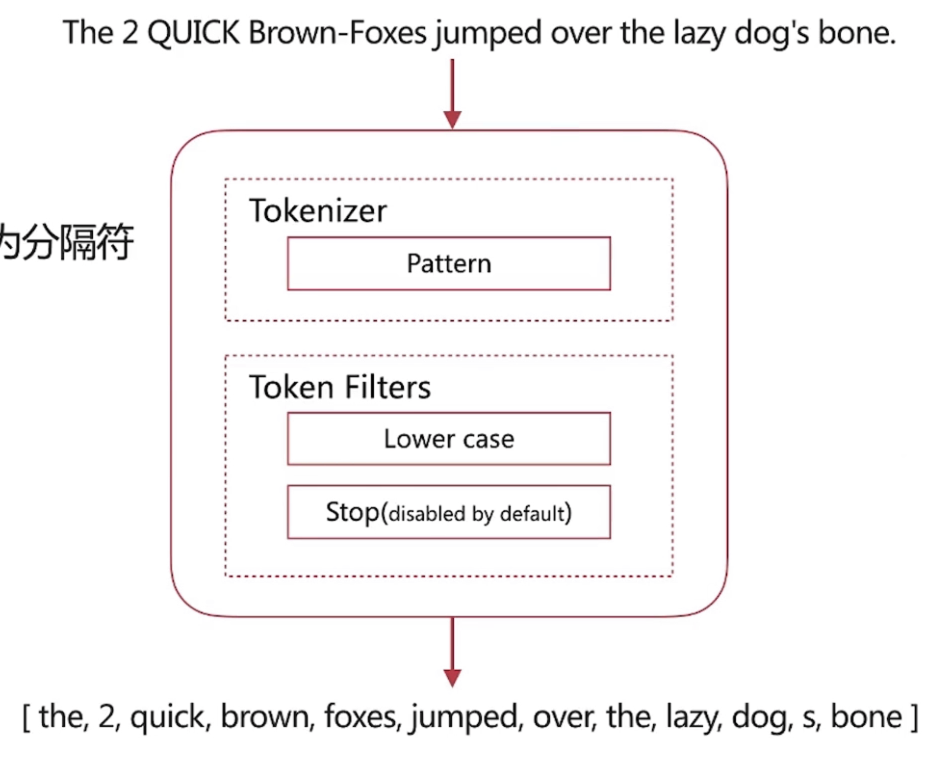 The 2 QUICK Brown-Foxes jumped over the lazy dog's bone.
Tokenizer
为分隔符
Pattern
Token Filters
Lower case
Stop(disabled by default)
[ the, 2, quick, brown, foxes, jumped, over, the, lazy, dog, s, bone ]